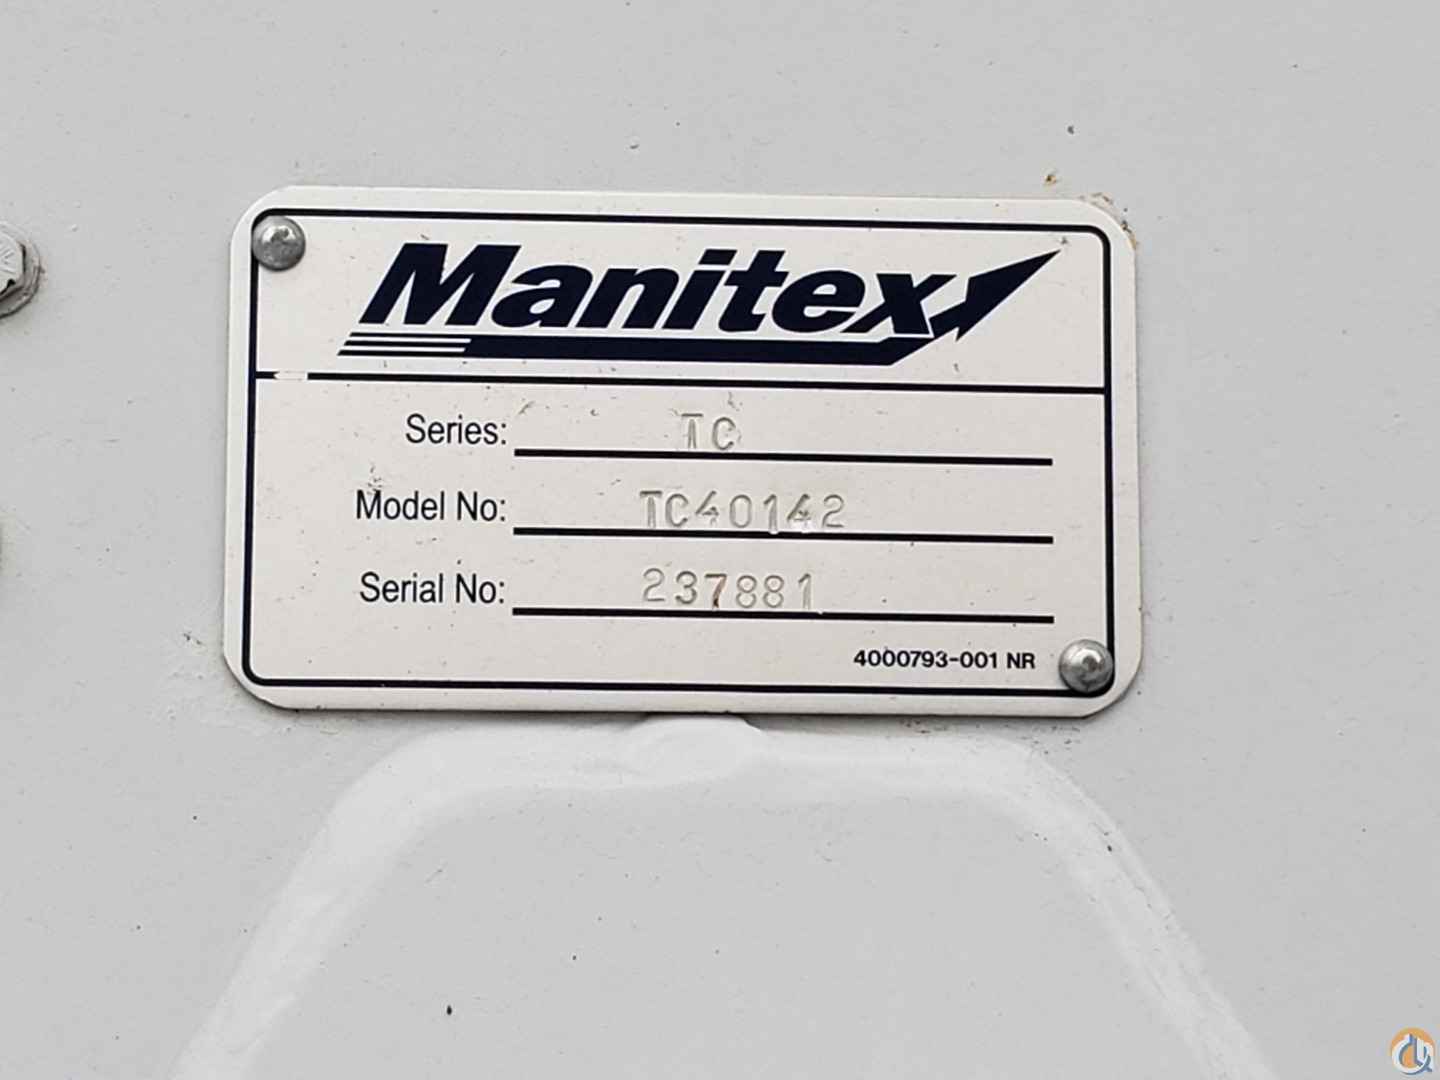 Manitex
Series: TC
Model No: TC40142
Serial No: 237881
4000793-001 NR